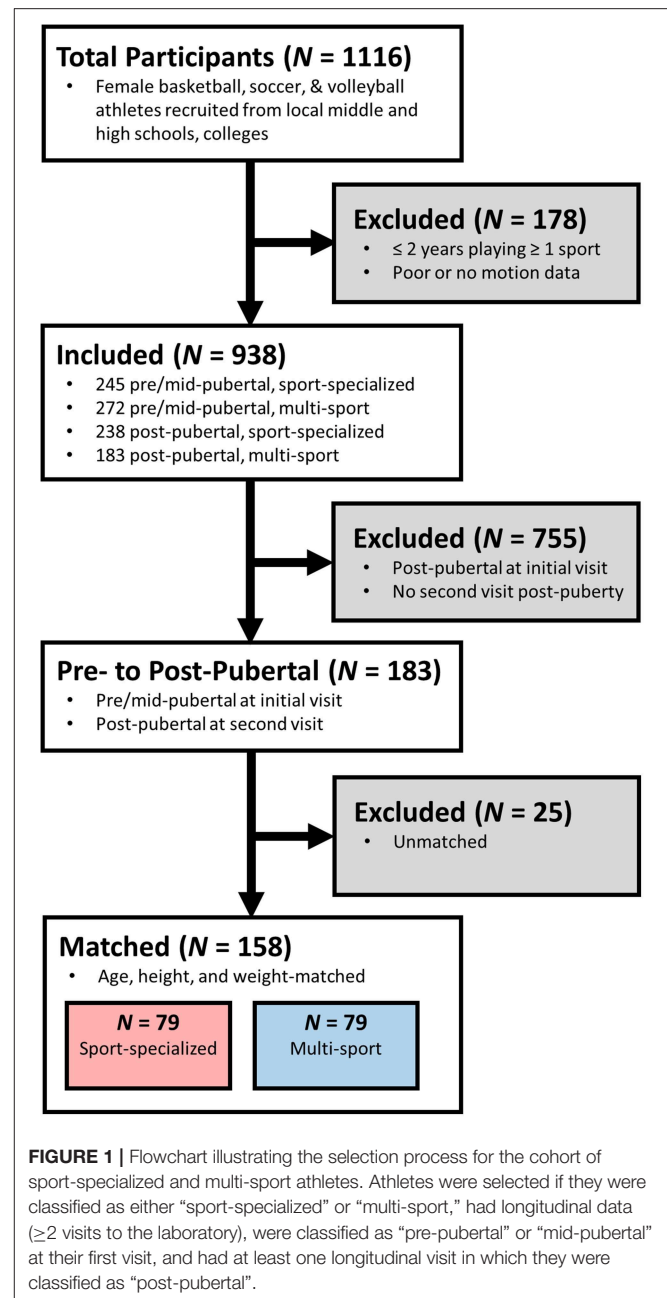 Total Participants (N = 1116)
• Female basketball, soccer, & volleyball
athletes recruited from local middle and
high schools, colleges
Excluded (N = 178)
• ≤ 2 years playing ≥ 1 sport
• Poor or no motion data
Included (N = 938)
• 245 pre/mid-pubertal, sport-specialized
• 272 pre/mid-pubertal, multi-sport
• 238 post-pubertal, sport-specialized
• 183 post-pubertal, multi-sport
Excluded (N = 755)
• Post-pubertal at initial visit
• No second visit post-puberty
Pre- to Post-Pubertal (N = 183)
• Pre/mid-pubertal at initial visit
• Post-pubertal at second visit
Excluded (N = 25)
• Unmatched
Matched (N = 158)
• Age, height, and weight-matched
N = 79
Sport-specialized
N = 79
Multi-sport
FIGURE 1 | Flowchart illustrating the selection process for the cohort of
sport-specialized and multi-sport athletes. Athletes were selected if they were
classified as either “sport-specialized” or “multi-sport,” had longitudinal data
(≥2 visits to the laboratory), were classified as “pre-pubertal” or “mid-pubertal”
at their first visit, and had at least one longitudinal visit in which they were
classified as “post-pubertal”.